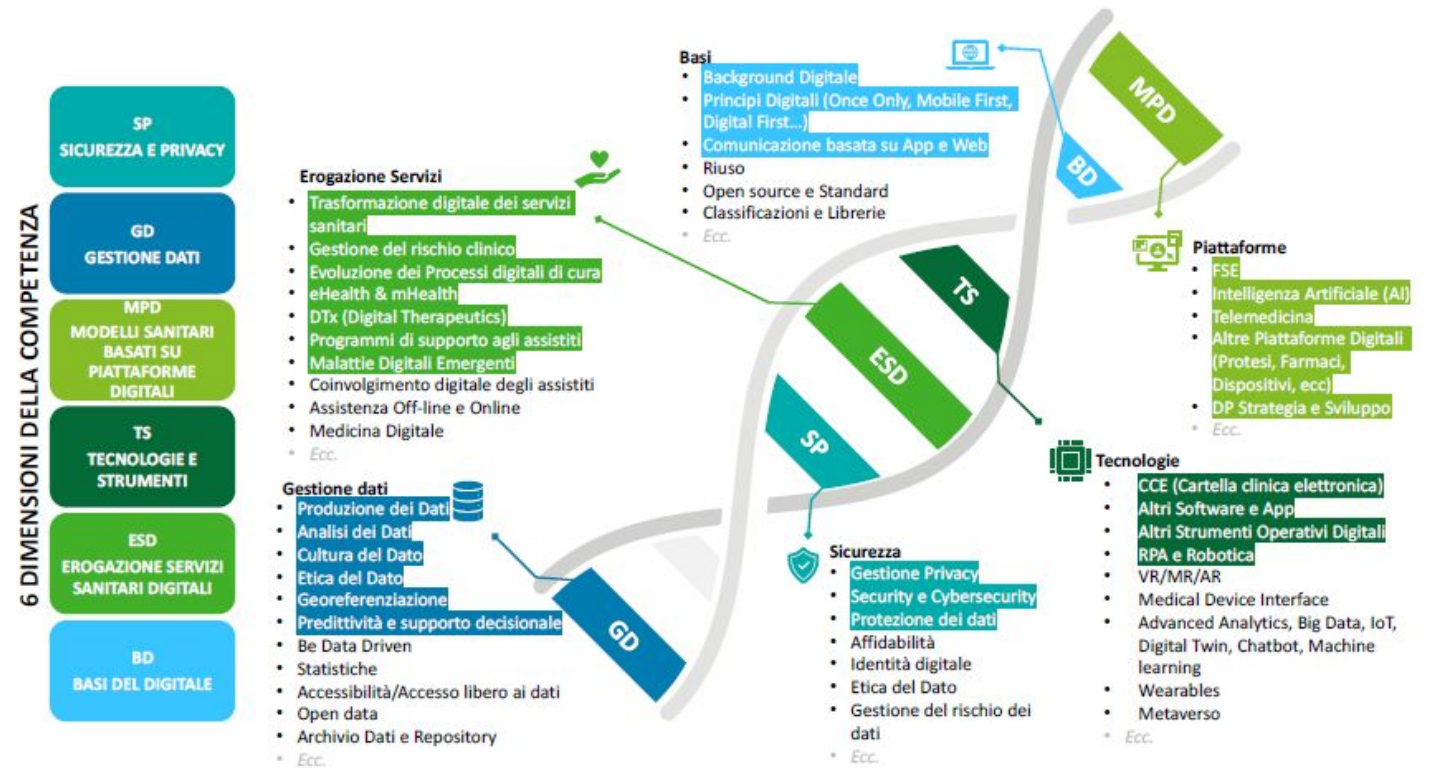 6 DIMENSIONI DELLA COMPETENZA
SP
SICUREZZA E PRIVACY
GD
GESTIONE DATI
MPD
MODELLI SANITARI
BASATI SU
PIATTAFORME
DIGITALI
TS
TECNOLOGIE E
STRUMENTI
ESD
EROGAZIONE SERVIZI
SANITARI DIGITALI
BD
BASI DEL DIGITALE
Erogazione Servizi
• Trasformazione digitale dei servizi
sanitari
• Gestione del rischio clinico
• Evoluzione dei Processi digitali di cura
• eHealth & mHealth
• DTx (Digital Therapeutics)
• Programmi di supporto agli assistiti
• Malattie Digitali Emergenti
• Coinvolgimento digitale degli assistiti
• Assistenza Off-line e Online
• Medicina Digitale
• Ecc.
Gestione dati
• Produzione dei Dati
• Analisi dei Dati
• Cultura del Dato
• Etica del Dato
• Georeferenziazione
• Predittività e supporto decisionale
• Be Data Driven
• Statistiche
• Accessibilità/Accesso libero ai dati
• Open data
• Archivio Dati e Repository
• Ecc.
Basi
• Background Digitale
• Principi Digitali (Once Only, Mobile First,
Digital First...)
• Comunicazione basata su App e Web
• Riuso
• Open source e Standard
• Classificazioni e Librerie
• Ecc.
MPD
BD
TS
ESD
SP
GD
Sicurezza
• Gestione Privacy
• Security e Cybersecurity
• Protezione dei dati
• Affidabilità
• Identità digitale
• Etica del Dato
• Gestione del rischio dei
dati
• Ecc.
Piattaforme
• FSE
• Intelligenza Artificiale (AI)
• Telemedicina
• Altre Piattaforme Digitali
(Protesi, Farmaci,
Dispositivi, ecc)
• DP Strategia e Sviluppo
• Ecc.
Tecnologie
• CCE (Cartella clinica elettronica)
• Altri Software e App
• Altri Strumenti Operativi Digitali
• RPA e Robotica
• VR/MR/AR
• Medical Device Interface
• Advanced Analytics, Big Data, IoT,
Digital Twin, Chatbot, Machine
learning
• Wearables
• Metaverso
• Ecc.